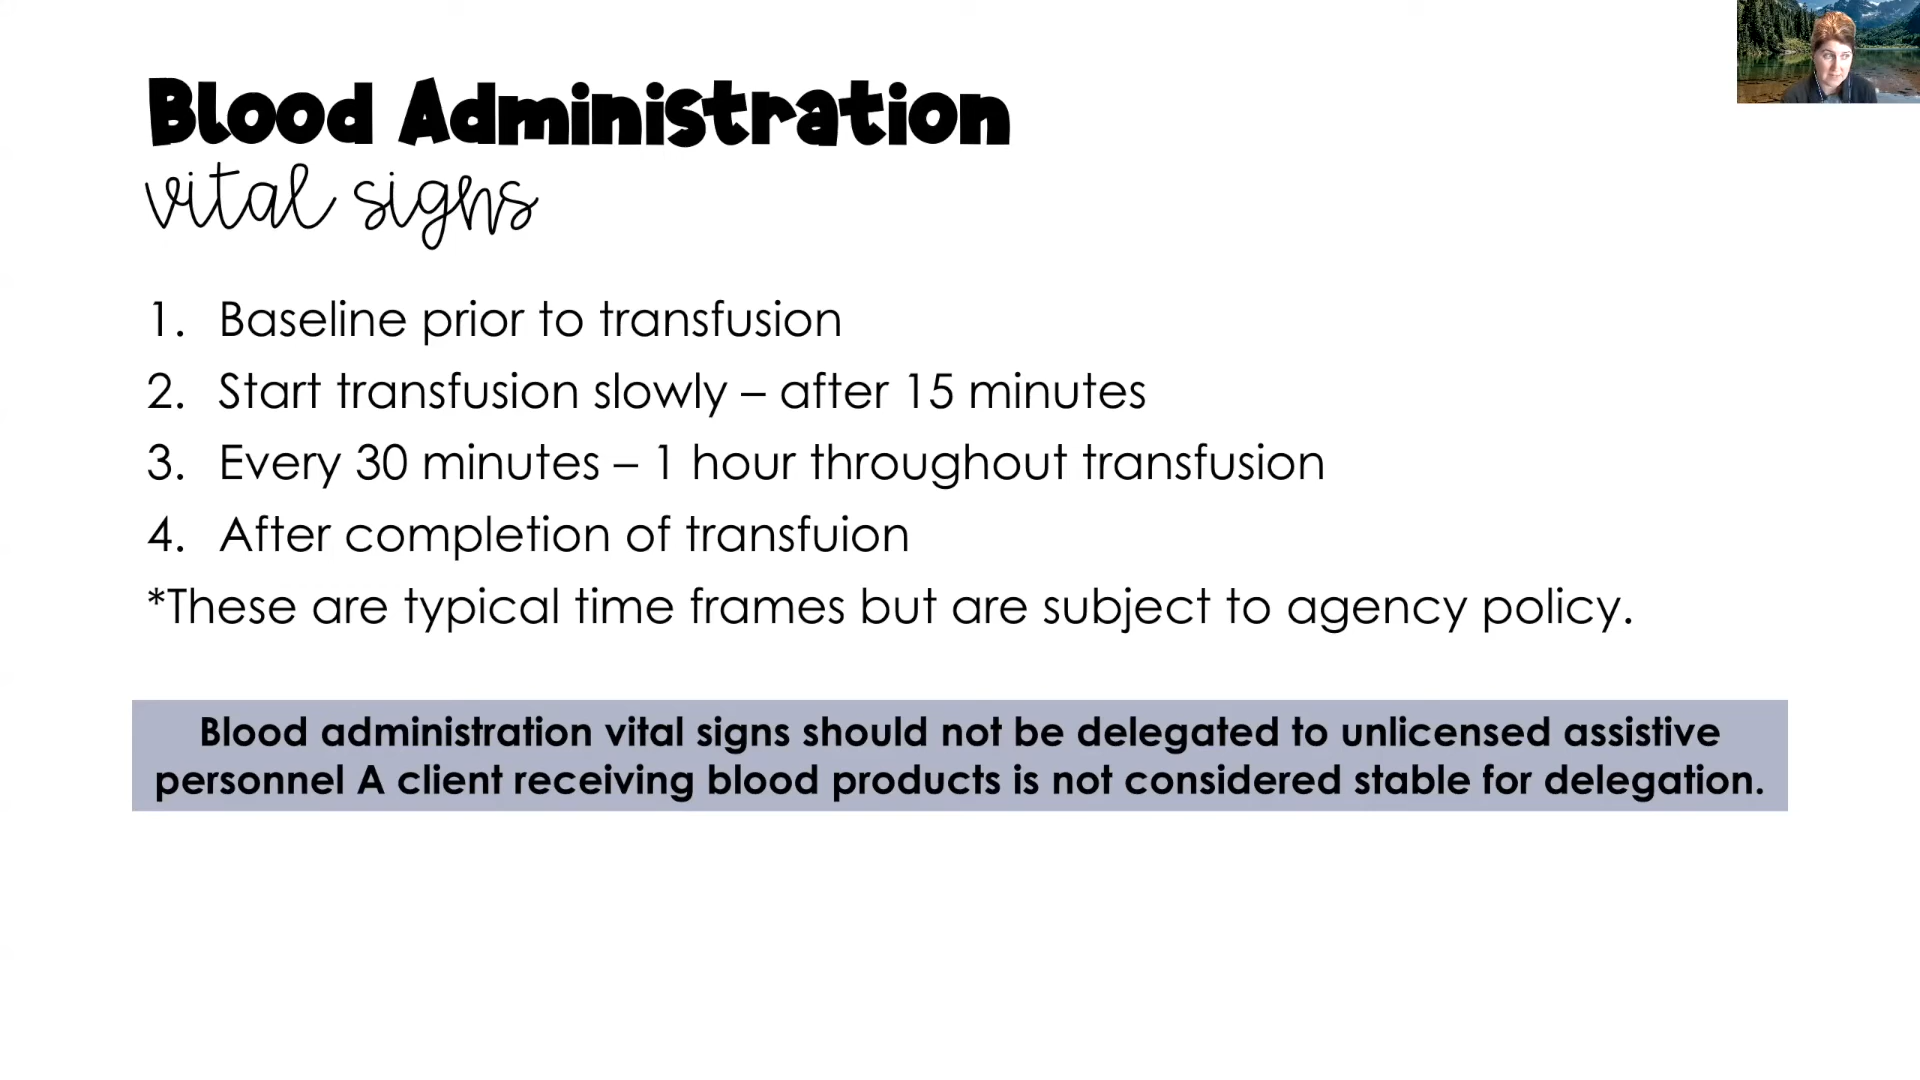 Blood Administration
vital signs
1. Baseline prior to transfusion
2. Start transfusion slowly – after 15 minutes
3. Every 30 minutes – 1 hour throughout transfusion
4. After completion of transfuion
*These are typical time frames but are subject to agency policy.
Blood administration vital signs should not be delegated to unlicensed assistive
personnel A client receiving blood products is not considered stable for delegation.